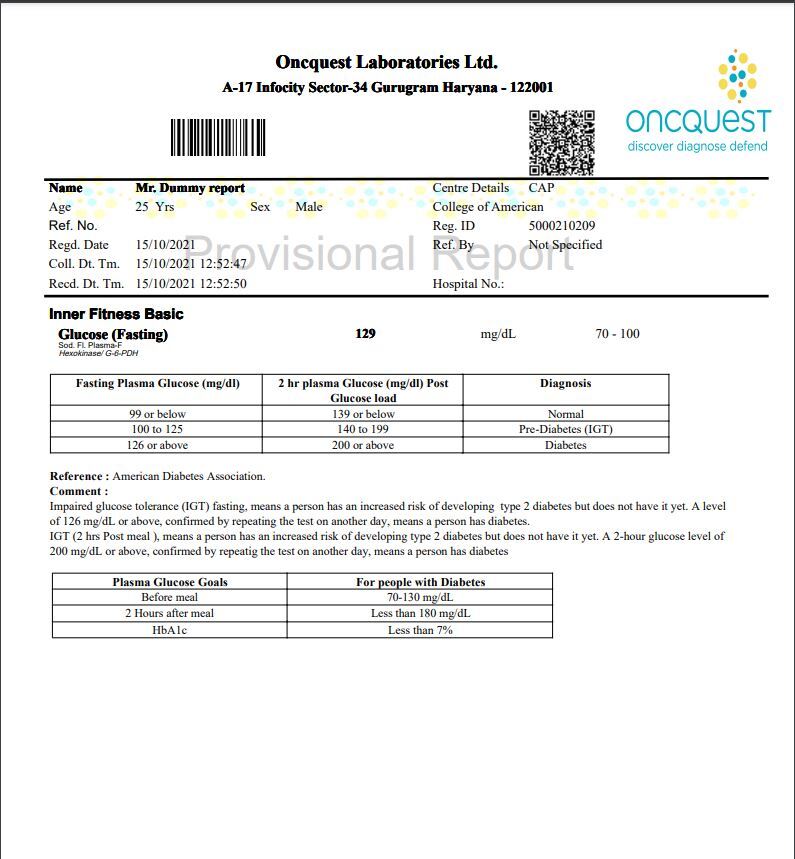 Oncquest Laboratories Ltd.
A-17 Infocity Sector-34 Gurugram Haryana - 122001
oncquest
discover diagnose defend
Name Mr. Dummy report Centre Details CAP
Age 25 Yrs Sex Male College of American
Ref. No. Reg. ID 5000210209
Regd. Date 15/10/2021 Ref. By Not Specified
Coll. Dt. Tm. 15/10/2021 12:52:47
Recd. Dt. Tm. 15/10/2021 12:52:50 Hospital No.:
Provisional Report
Inner Fitness Basic
Glucose (Fasting) 129 mg/dL 70 - 100
Sod. Fl. Plasma-F
Hexokinase/ G-6-PDH
Fasting Plasma Glucose (mg/dl) 2 hr plasma Glucose (mg/dl) Post Diagnosis
Glucose load
99 or below 139 or below Normal
100 to 125 140 to 199 Pre-Diabetes (IGT)
126 or above 200 or above Diabetes
Reference : American Diabetes Association.
Comment :
Impaired glucose tolerance (IGT) fasting, means a person has an increased risk of developing type 2 diabetes but does not have it yet. A level
of 126 mg/dL or above, confirmed by repeating the test on another day, means a person has diabetes.
IGT (2 hrs Post meal ), means a person has an increased risk of developing type 2 diabetes but does not have it yet. A 2-hour glucose level of
200 mg/dL or above, confirmed by repeatig the test on another day, means a person has diabetes
Plasma Glucose Goals For people with Diabetes
Before meal 70-130 mg/dL
2 Hours after meal Less than 180 mg/dL
HbA1c Less than 7%